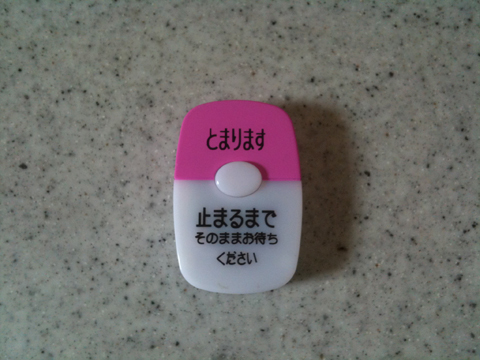 とまります
止まるまで
そのままお待ち
ください